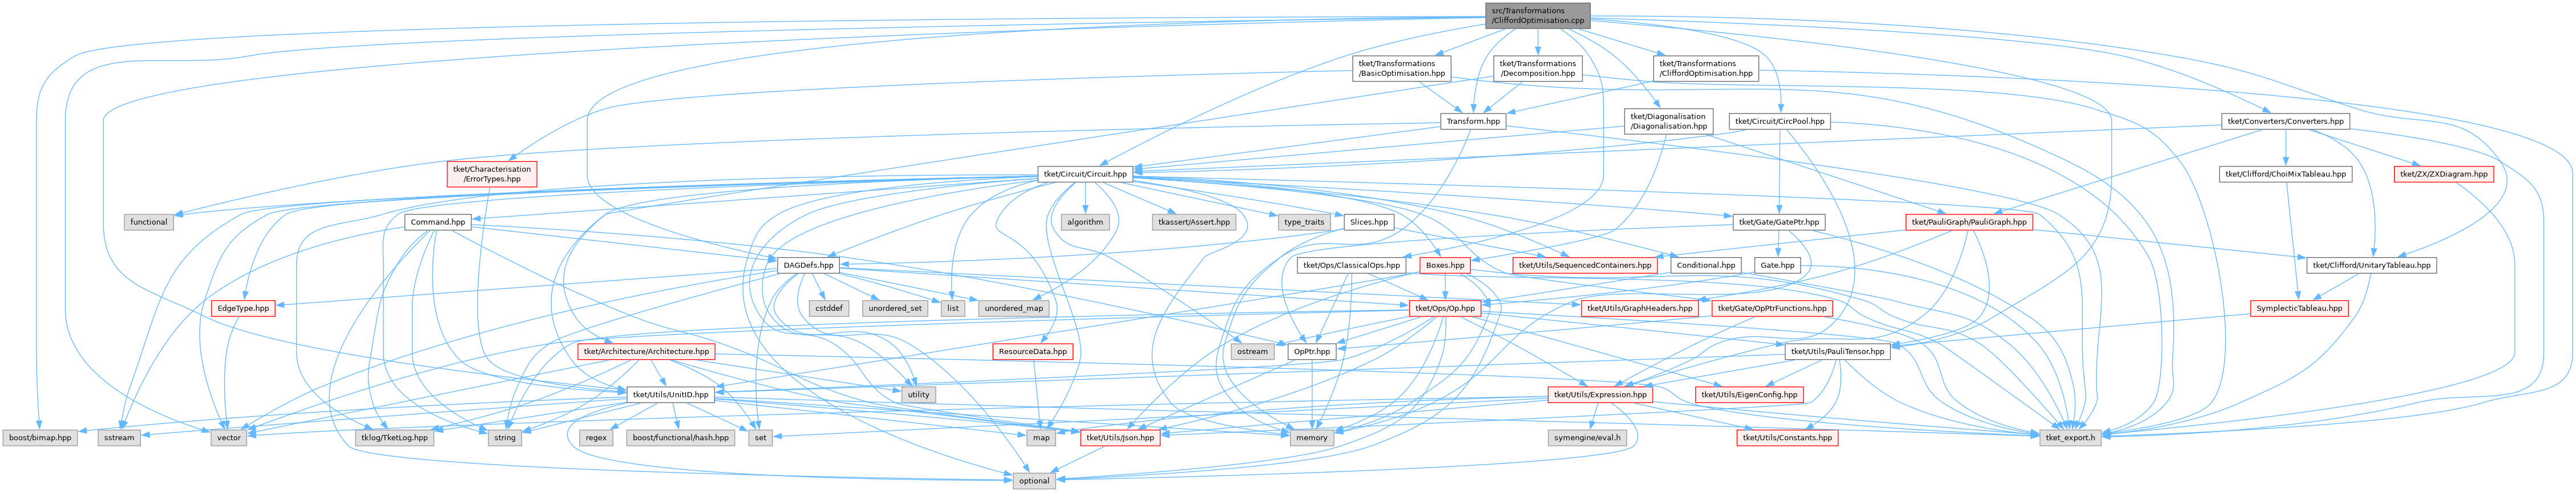 src/Transformations
/CliffordOptimisation.cpp
tket/Transformations
/BasicOptimisation.hpp
tket/Transformations
/Decomposition.hpp
tket/Transformations
/CliffordOptimisation.hpp
Transform.hpp
tket/Diagonalisation
/Diagonalisation.hpp
tket/Circuit/CircPool.hpp
tket/Converters/Converters.hpp
tket/Characterisation
/ErrorTypes.hpp
tket/Circuit/Circuit.hpp
tket/Clifford/ChoiMixTableau.hpp
tket/ZX/ZXDiagram.hpp
functional
Command.hpp
algorithm
tkassert/Assert.hpp
type_traits
Slices.hpp
tket/Gate/GatePtr.hpp
tket/PauliGraph/PauliGraph.hpp
DAGDefs.hpp
tket/Ops/ClassicalOps.hpp
Boxes.hpp
tket/Utils/SequencedContainers.hpp
Conditional.hpp
Gate.hpp
tket/Clifford/UnitaryTableau.hpp
EdgeType.hpp
cstddef
unordered_set
list
unordered_map
tket/Ops/Op.hpp
tket/Utils/GraphHeaders.hpp
tket/Gate/OpPtrFunctions.hpp
SymplecticTableau.hpp
tket/Architecture/Architecture.hpp
ResourceData.hpp
ostream
OpPtr.hpp
tket/Utils/PauliTensor.hpp
tket/Utils/UnitID.hpp
utility
tket/Utils/Expression.hpp
tket/Utils/EigenConfig.hpp
boost/bimap.hpp
sstream
vector
tklog/TketLog.hpp
string
regex
boost/functional/hash.hpp
set
map
tket/Utils/Json.hpp
memory
symengine/eval.h
tket/Utils/Constants.hpp
tket_export.h
optional